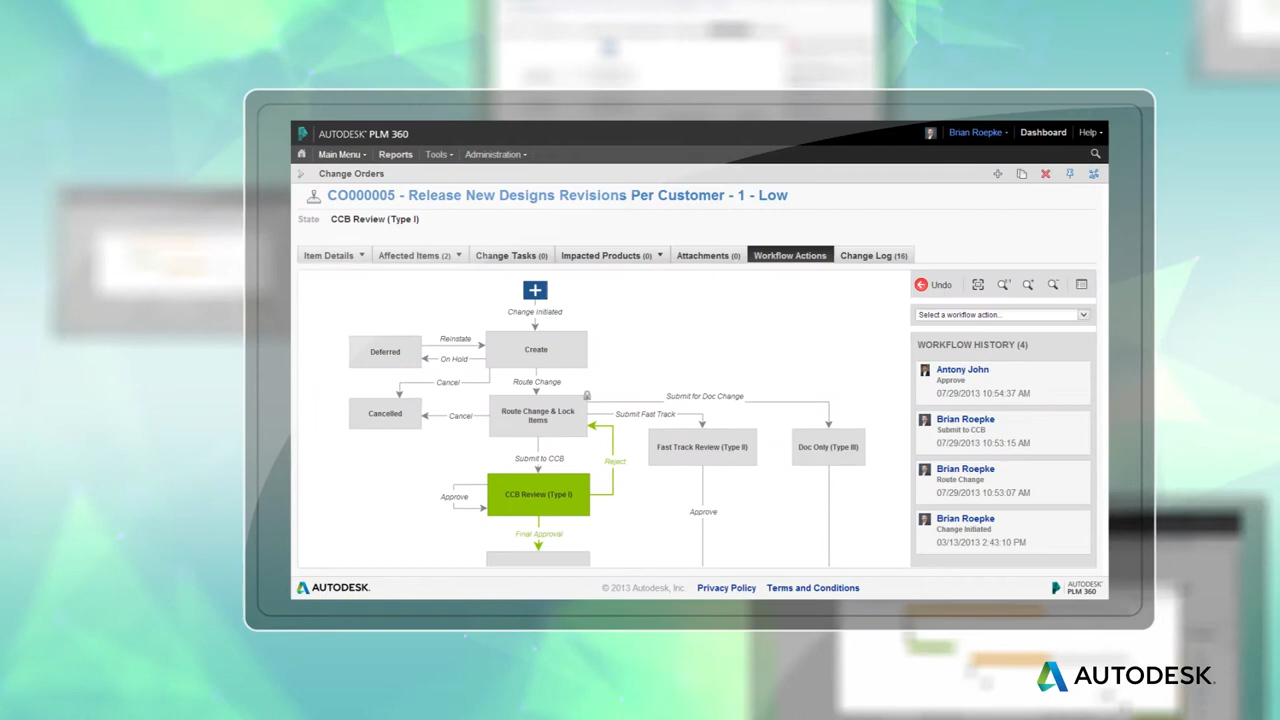 AUTODESK® PLM 360
Brian Roepke Dashboard Help
Main Menu Reports Tools Administration
Change Orders
CO000005 - Release New Designs Revisions Per Customer - 1 - Low
State CCB Review (Type I)
Item Details Affected Items (2) Change Tasks (0) Impacted Products (0) Attachments (0) Workflow Actions Change Log (16)
Change Initiated
Reinstate
Deferred
Create
On Hold
Cancel
Route Change
Submit for Doc Change
Cancelled
Cancel
Route Change & Lock
Items
Submit Fast Track
Fast Track Review (Type II)
Doc Only (Type III)
Submit to CCB
Reject
Approve
CCB Review (Type I)
Approve
Final Approval
Undo
Select a workflow action...
WORKFLOW HISTORY (4)
Antony John
Approve
07/29/2013 10:54:37 AM
Brian Roepke
Submit to CCB
07/29/2013 10:53:15 AM
Brian Roepke
Route Change
07/29/2013 10:53:07 AM
Brian Roepke
Change Initiated
03/13/2013 2:43:10 PM
AUTODESK. © 2013 Autodesk, Inc. Privacy Policy Terms and Conditions
AUTODESK®
PLM 360
AUTODESK.